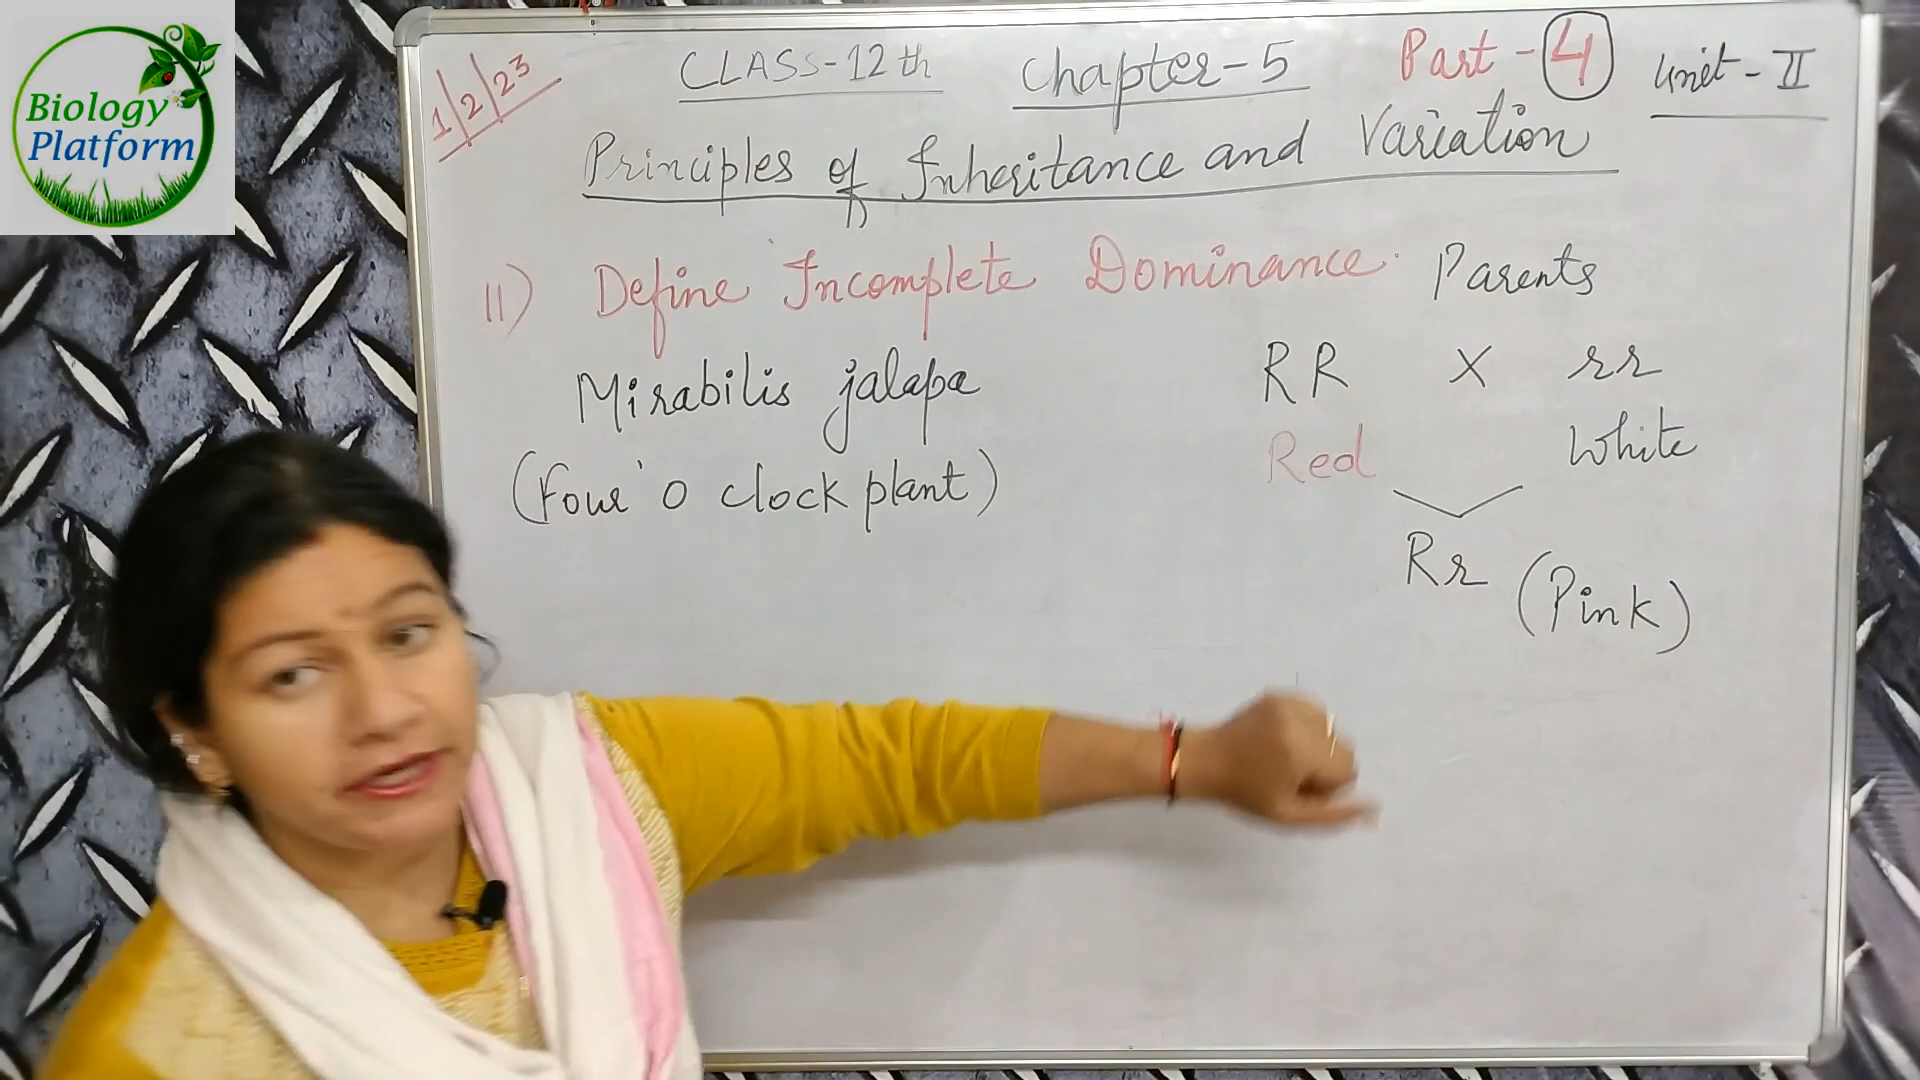 Biology
Platform
1/2/23
CLASS-12th Chapter-5 Part-4 Unit-II
Principles of Inheritance and Variation
11) Define Incomplete Dominance.
Mirabilis jalapa
(Four 'O clock plant)
Parents
RR X rr
Red White
Rr (Pink)